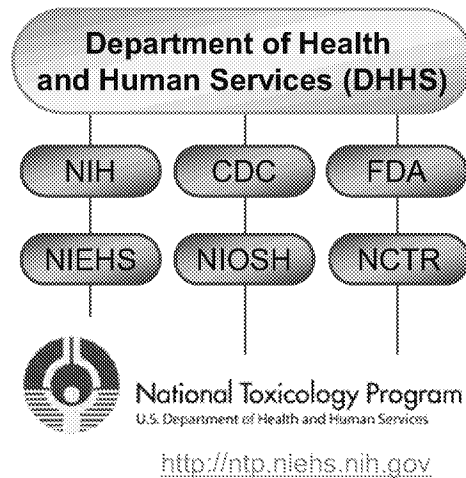 Department of Health
and Human Services (DHHS)
NIH CDC FDA
NIEHS NIOSH NCTR
National Toxicology Program
U.S. Department of Health and Human Services
http://ntp.niehs.nih.gov